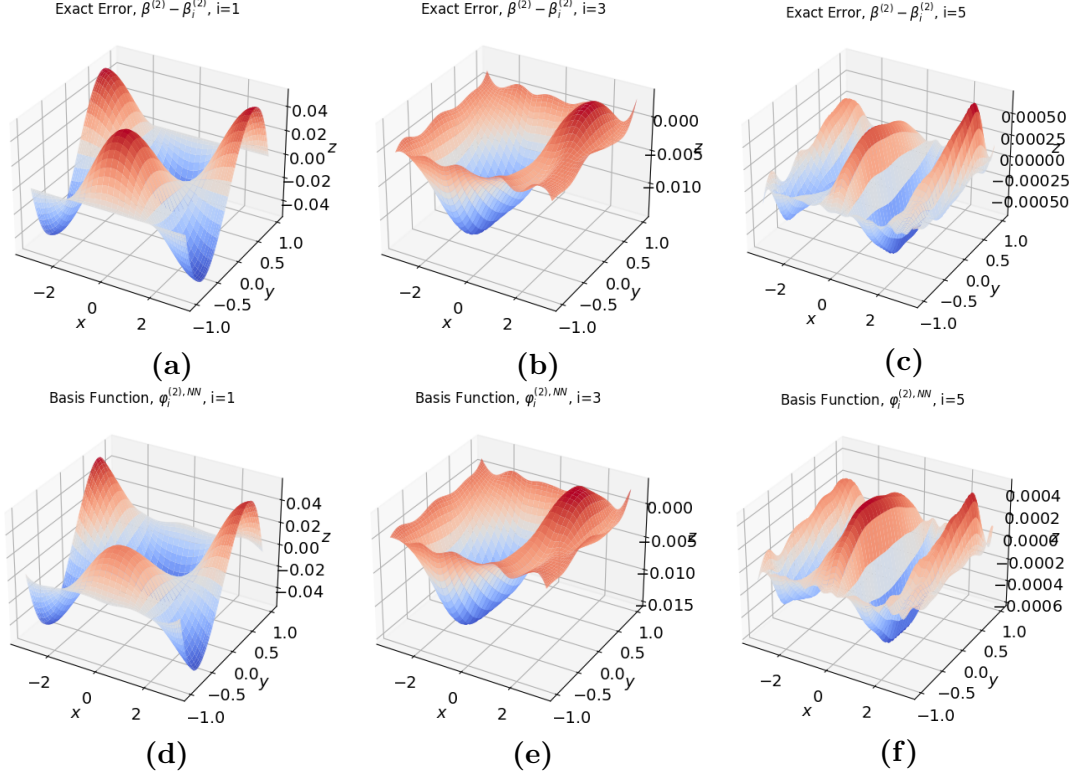 Exact Error, β^(2) − β_i^(2), i=1
0.04
0.02
0.00
−0.02
−0.04
z
−2
0
2
x
−1.0
−0.5
0.0
0.5
1.0
y
(a)
Exact Error, β^(2) − β_i^(2), i=3
0.000
−0.005
−0.010
z
−2
0
2
x
−1.0
−0.5
0.0
0.5
1.0
y
(b)
Exact Error, β^(2) − β_i^(2), i=5
0.00050
0.00025
0.00000
−0.00025
−0.00050
z
−2
0
2
x
−1.0
−0.5
0.0
0.5
1.0
y
(c)
Basis Function, φ_i^(2),NN, i=1
0.04
0.02
0.00
−0.02
−0.04
z
−2
0
2
x
−1.0
−0.5
0.0
0.5
1.0
y
(d)
Basis Function, φ_i^(2),NN, i=3
0.000
−0.005
−0.010
−0.015
z
−2
0
2
x
−1.0
−0.5
0.0
0.5
1.0
y
(e)
Basis Function, φ_i^(2),NN, i=5
0.0004
0.0002
0.0000
−0.0002
−0.0004
−0.0006
z
−2
0
2
x
−1.0
−0.5
0.0
0.5
1.0
y
(f)